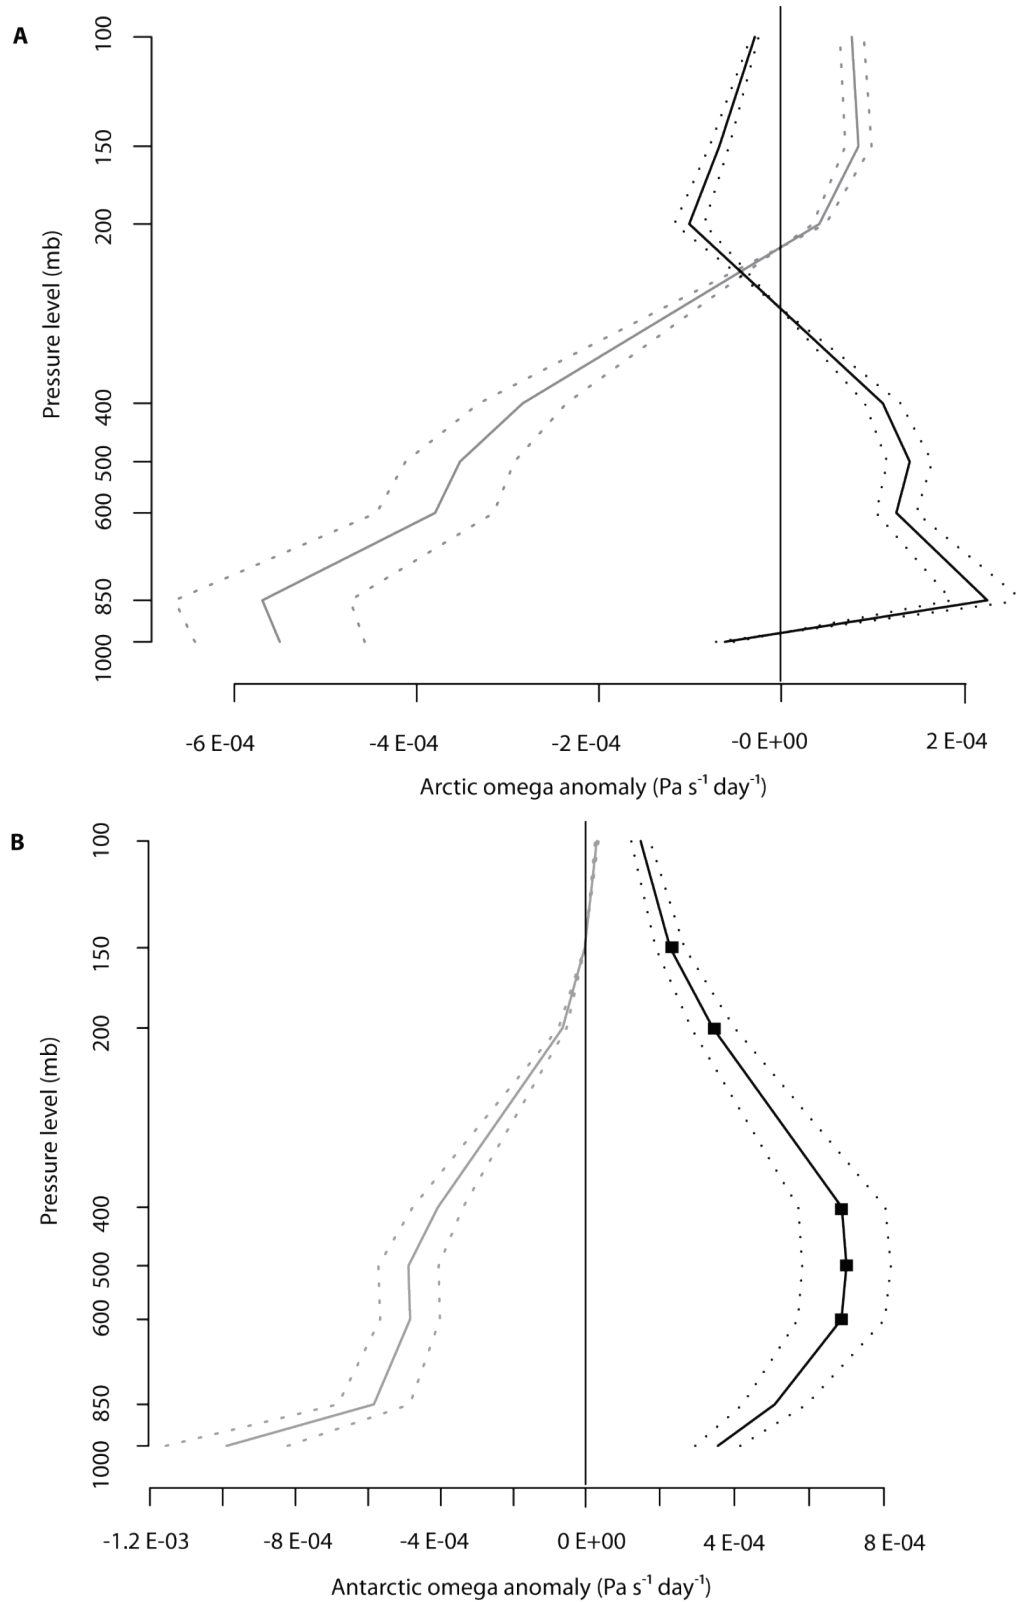 A
100
150
200
400
500
600
850
1000
Pressure level (mb)
-6 E-04 -4 E-04 -2 E-04 -0 E+00 2 E-04
Arctic omega anomaly (Pa s⁻¹ day⁻¹)
B
100
150
200
400
500
600
850
1000
Pressure level (mb)
-1.2 E-03 -8 E-04 -4 E-04 0 E+00 4 E-04 8 E-04
Antarctic omega anomaly (Pa s⁻¹ day⁻¹)